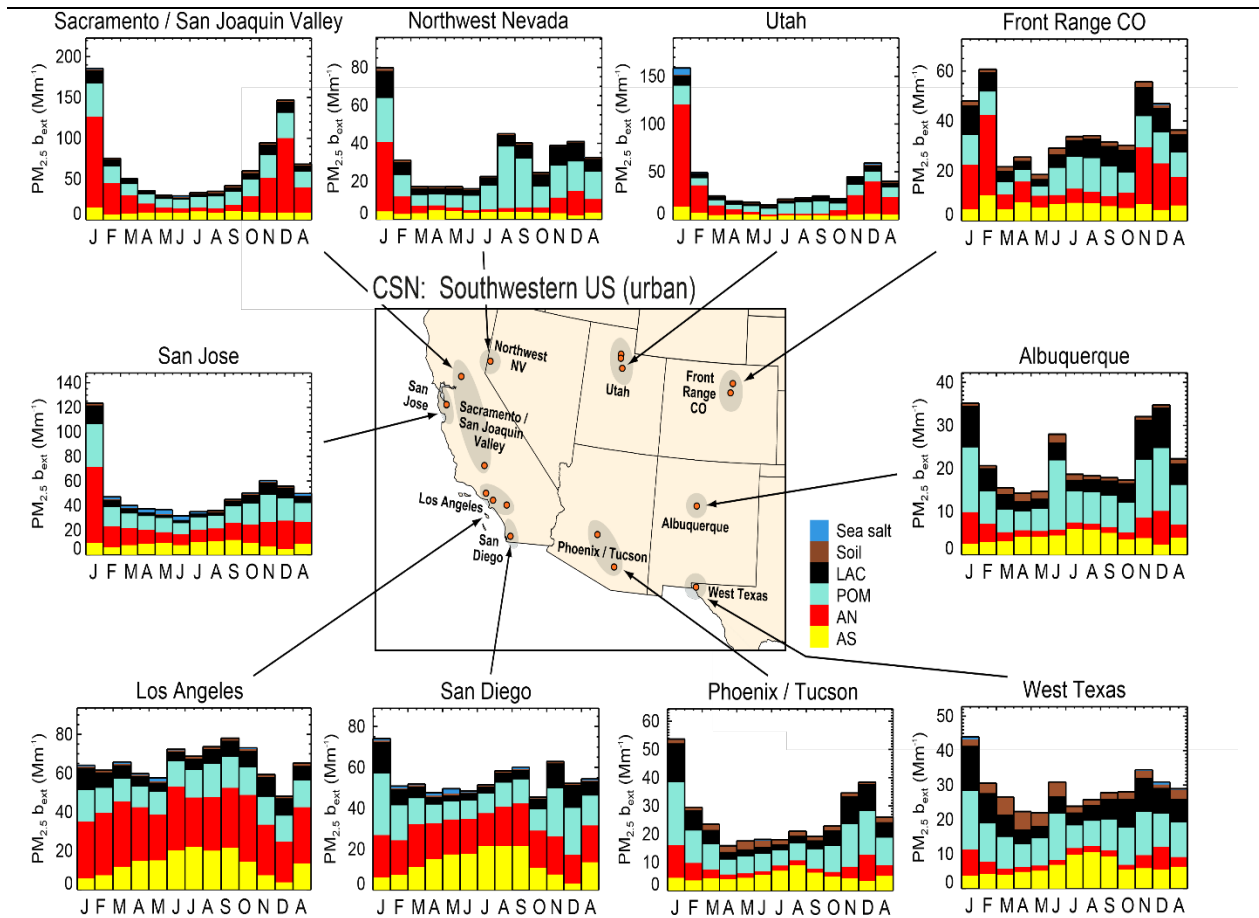 Sacramento / San Joaquin Valley
PM2.5 bext (Mm-1)
200
150
100
50
0
J F M A M J J A S O N D A
Northwest Nevada
PM2.5 bext (Mm-1)
80
60
40
20
0
J F M A M J J A S O N D A
Utah
PM2.5 bext (Mm-1)
150
100
50
0
J F M A M J J A S O N D A
Front Range CO
PM2.5 bext (Mm-1)
60
40
20
0
J F M A M J J A S O N D A
San Jose
PM2.5 bext (Mm-1)
140
120
100
80
60
40
20
0
J F M A M J J A S O N D A
CSN: Southwestern US (urban)
Northwest
NV
Utah
Front
Range
CO
San
Jose
Sacramento /
San Joaquin
Valley
Los Angeles
San
Diego
Phoenix / Tucson
Albuquerque
West Texas
Sea salt
Soil
LAC
POM
AN
AS
Albuquerque
PM2.5 bext (Mm-1)
40
30
20
10
0
J F M A M J J A S O N D A
Los Angeles
PM2.5 bext (Mm-1)
80
60
40
20
0
J F M A M J J A S O N D A
San Diego
PM2.5 bext (Mm-1)
80
60
40
20
0
J F M A M J J A S O N D A
Phoenix / Tucson
PM2.5 bext (Mm-1)
60
50
40
30
20
10
0
J F M A M J J A S O N D A
West Texas
PM2.5 bext (Mm-1)
50
40
30
20
10
0
J F M A M J J A S O N D A